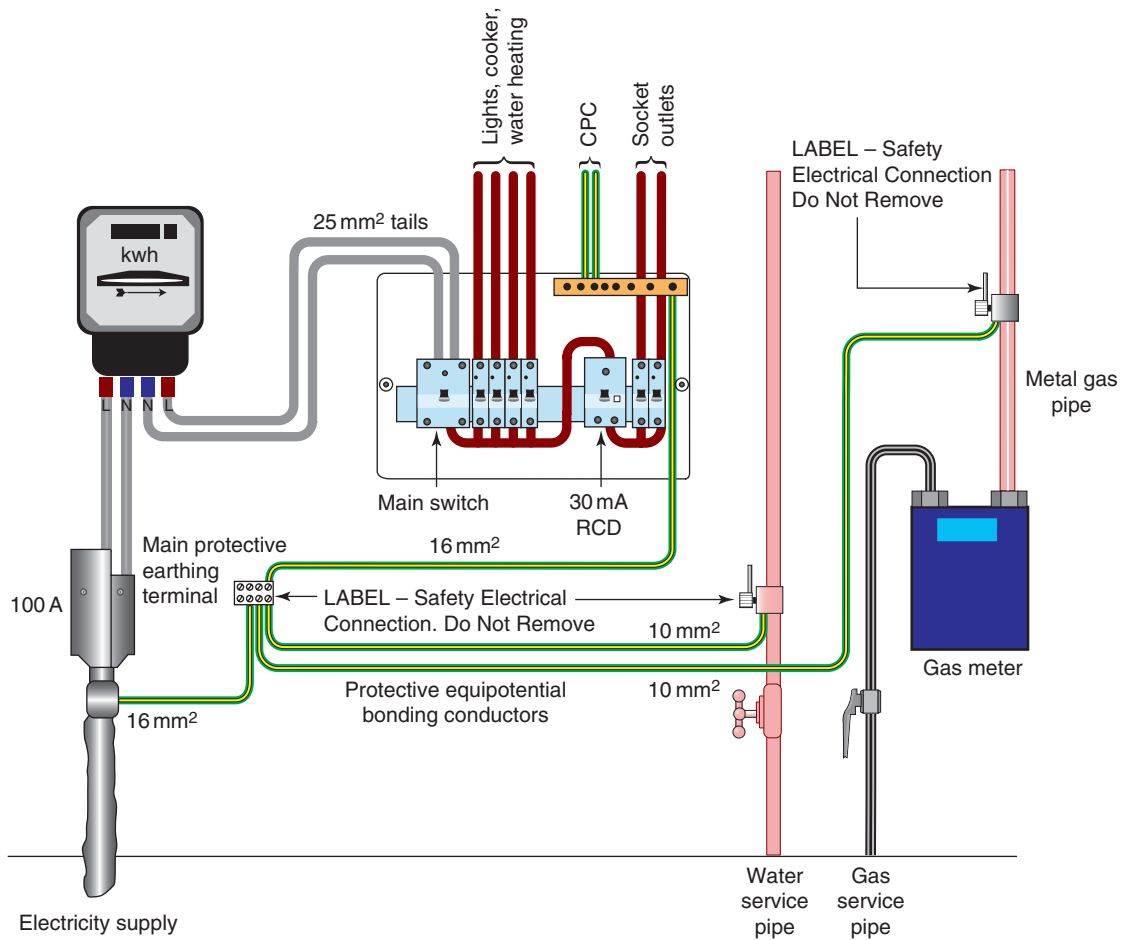 Lights, cooker,
water heating
CPC
Socket
outlets
LABEL – Safety
Electrical Connection
Do Not Remove
25 mm² tails
kwh
L
N
N
L
Metal gas
pipe
Main switch
30 mA
RCD
16 mm²
Main protective
earthing
terminal
100 A
LABEL – Safety Electrical
Connection. Do Not Remove
10 mm²
Gas meter
Protective equipotential
bonding conductors
10 mm²
16 mm²
Water
service
pipe
Gas
service
pipe
Electricity supply